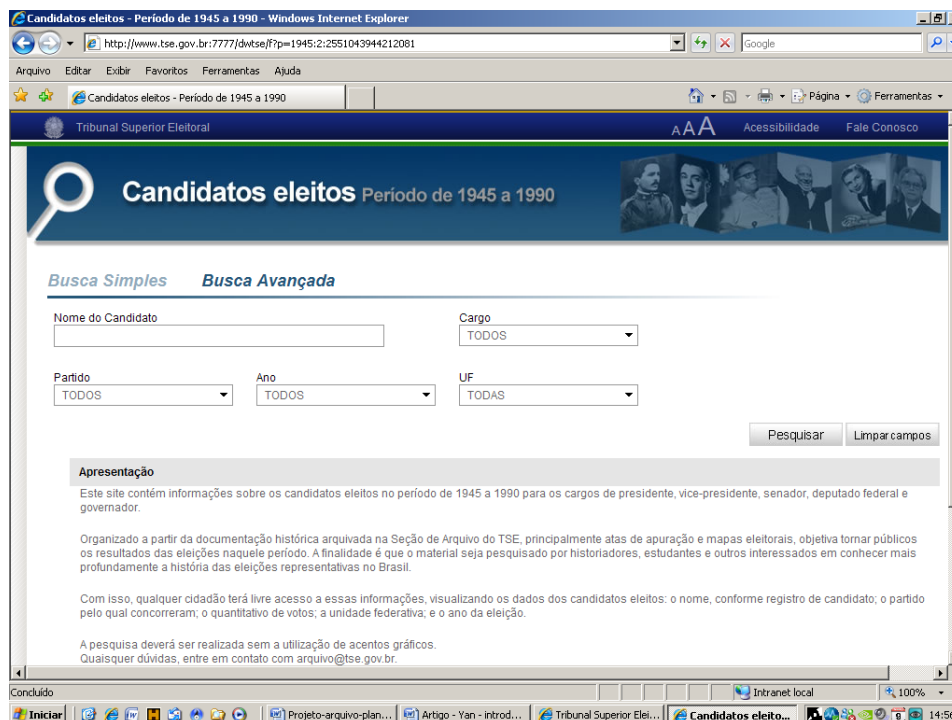 Candidatos eleitos - Período de 1945 a 1990 - Windows Internet Explorer
http://www.tse.gov.br:7777/dwtse/f?p=1945:2:2551043944212081
Google
Arquivo Editar Exibir Favoritos Ferramentas Ajuda
Candidatos eleitos - Período de 1945 a 1990
Página Ferramentas
Tribunal Superior Eleitoral
A A A Acessibilidade Fale Conosco
Candidatos eleitos Período de 1945 a 1990
Busca Simples Busca Avançada
Nome do Candidato Cargo
TODOS
Partido Ano UF
TODOS TODOS TODAS
Pesquisar Limpar campos
Apresentação
Este site contém informações sobre os candidatos eleitos no período de 1945 a 1990 para os cargos de presidente, vice-presidente, senador, deputado federal e
governador.
Organizado a partir da documentação histórica arquivada na Seção de Arquivo do TSE, principalmente atas de apuração e mapas eleitorais, objetiva tornar públicos
os resultados das eleições naquele período. A finalidade é que o material seja pesquisado por historiadores, estudantes e outros interessados em conhecer mais
profundamente a história das eleições representativas no Brasil.
Com isso, qualquer cidadão terá livre acesso a essas informações, visualizando os dados dos candidatos eleitos: o nome, conforme registro de candidato; o partido
pelo qual concorreram; o quantitativo de votos; a unidade federativa; e o ano da eleição.
A pesquisa deverá ser realizada sem a utilização de acentos gráficos.
Quaisquer dúvidas, entre em contato com arquivo@tse.gov.br.
Concluído Intranet local 100%
Iniciar Projeto-arquivo-plan... Artigo - Yan - introd... Tribunal Superior Elei... Candidatos eleito...